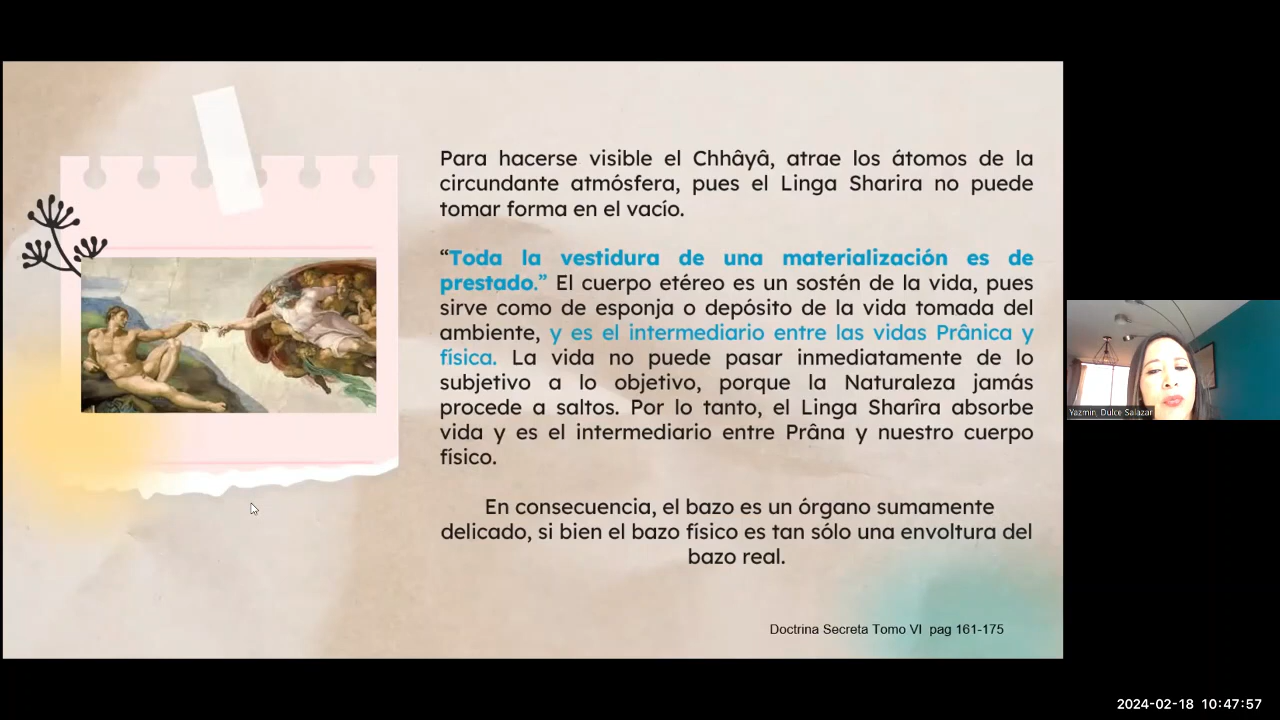 Para hacerse visible el Chhâyâ, atrae los átomos de la
circundante atmósfera, pues el Linga Sharira no puede
tomar forma en el vacío.
“Toda la vestidura de una materialización es de
prestado.” El cuerpo etéreo es un sostén de la vida, pues
sirve como de esponja o depósito de la vida tomada del
ambiente, y es el intermediario entre las vidas Prânica y
física. La vida no puede pasar inmediatamente de lo
subjetivo a lo objetivo, porque la Naturaleza jamás
procede a saltos. Por lo tanto, el Linga Sharîra absorbe
vida y es el intermediario entre Prâna y nuestro cuerpo
físico.
En consecuencia, el bazo es un órgano sumamente
delicado, si bien el bazo físico es tan sólo una envoltura del
bazo real.
Doctrina Secreta Tomo VI pag 161-175
Yazmin, Dulce Salazar
2024-02-18 10:47:57